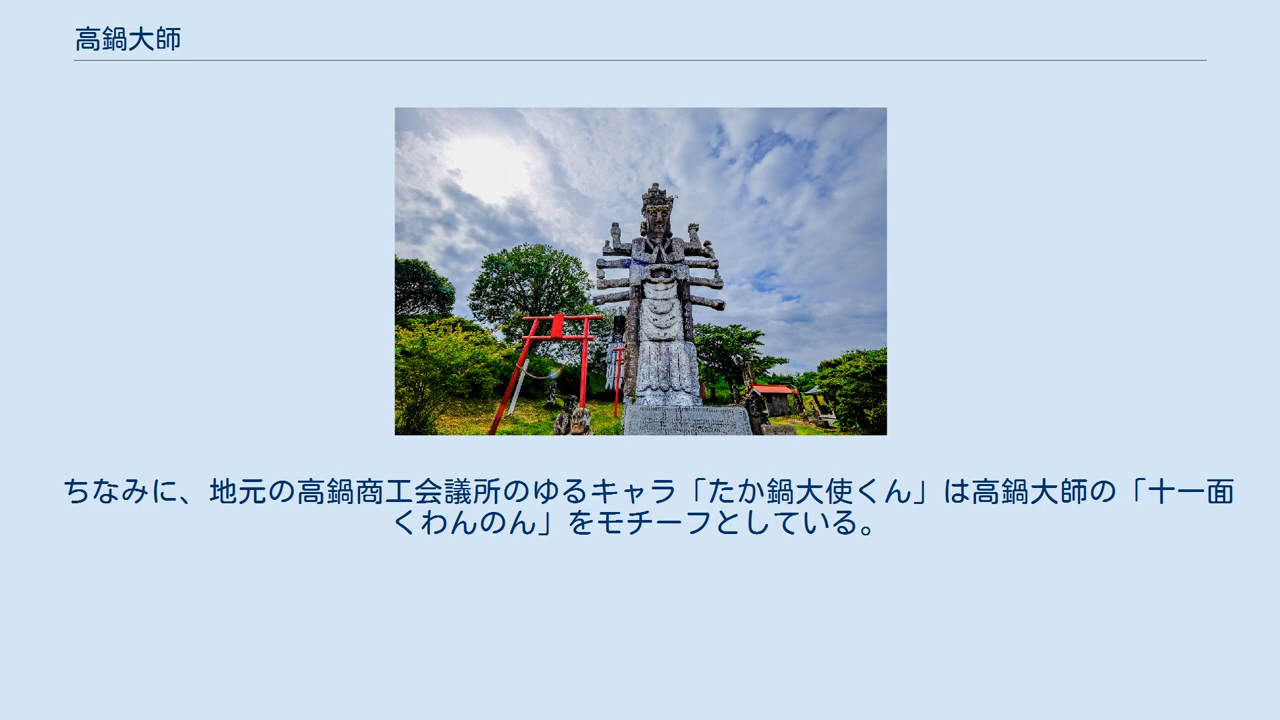 高鍋大師
ちなみに、地元の高鍋商工会議所のゆるキャラ「たか鍋大使くん」は高鍋大師の「十一面
くわんのん」をモチーフとしている。